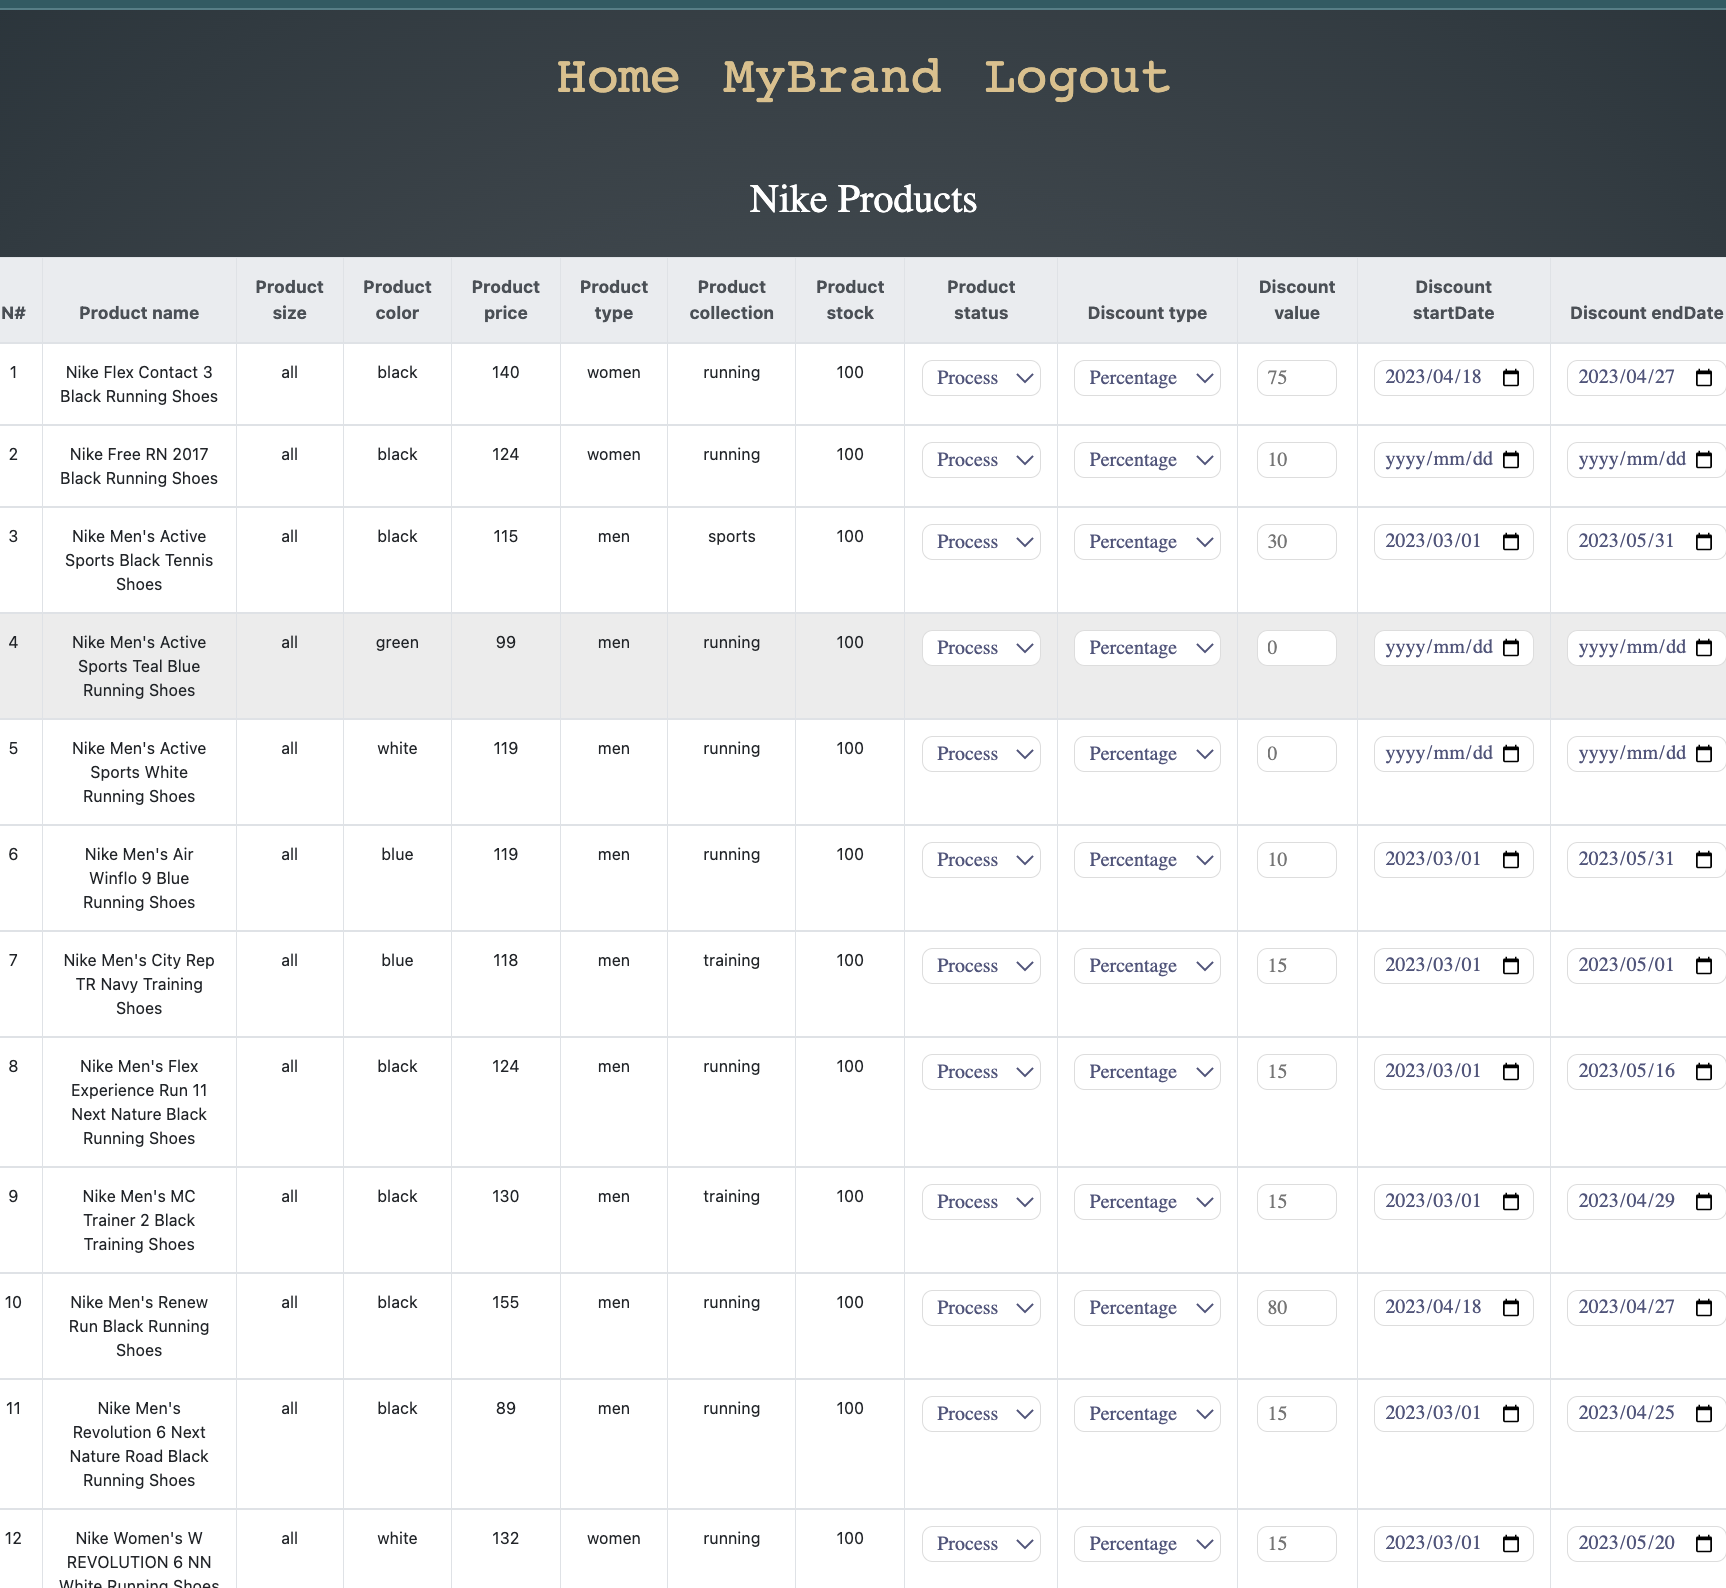 Home MyBrand Logout
Nike Products
N# Product name Product size Product color Product price Product type Product collection Product stock Product status Discount type Discount value Discount startDate Discount endDate
1 Nike Flex Contact 3 Black Running Shoes all black 140 women running 100 Process Percentage 75 2023/04/18 2023/04/27
2 Nike Free RN 2017 Black Running Shoes all black 124 women running 100 Process Percentage 10 yyyy/mm/dd yyyy/mm/dd
3 Nike Men's Active Sports Black Tennis Shoes all black 115 men sports 100 Process Percentage 30 2023/03/01 2023/05/31
4 Nike Men's Active Sports Teal Blue Running Shoes all green 99 men running 100 Process Percentage 0 yyyy/mm/dd yyyy/mm/dd
5 Nike Men's Active Sports White Running Shoes all white 119 men running 100 Process Percentage 0 yyyy/mm/dd yyyy/mm/dd
6 Nike Men's Air Winflo 9 Blue Running Shoes all blue 119 men running 100 Process Percentage 10 2023/03/01 2023/05/31
7 Nike Men's City Rep TR Navy Training Shoes all blue 118 men training 100 Process Percentage 15 2023/03/01 2023/05/01
8 Nike Men's Flex Experience Run 11 Next Nature Black Running Shoes all black 124 men running 100 Process Percentage 15 2023/03/01 2023/05/16
9 Nike Men's MC Trainer 2 Black Training Shoes all black 130 men training 100 Process Percentage 15 2023/03/01 2023/04/29
10 Nike Men's Renew Run Black Running Shoes all black 155 men running 100 Process Percentage 80 2023/04/18 2023/04/27
11 Nike Men's Revolution 6 Next Nature Road Black Running Shoes all black 89 men running 100 Process Percentage 15 2023/03/01 2023/04/25
12 Nike Women's W REVOLUTION 6 NN White Running Shoes all white 132 women running 100 Process Percentage 15 2023/03/01 2023/05/20